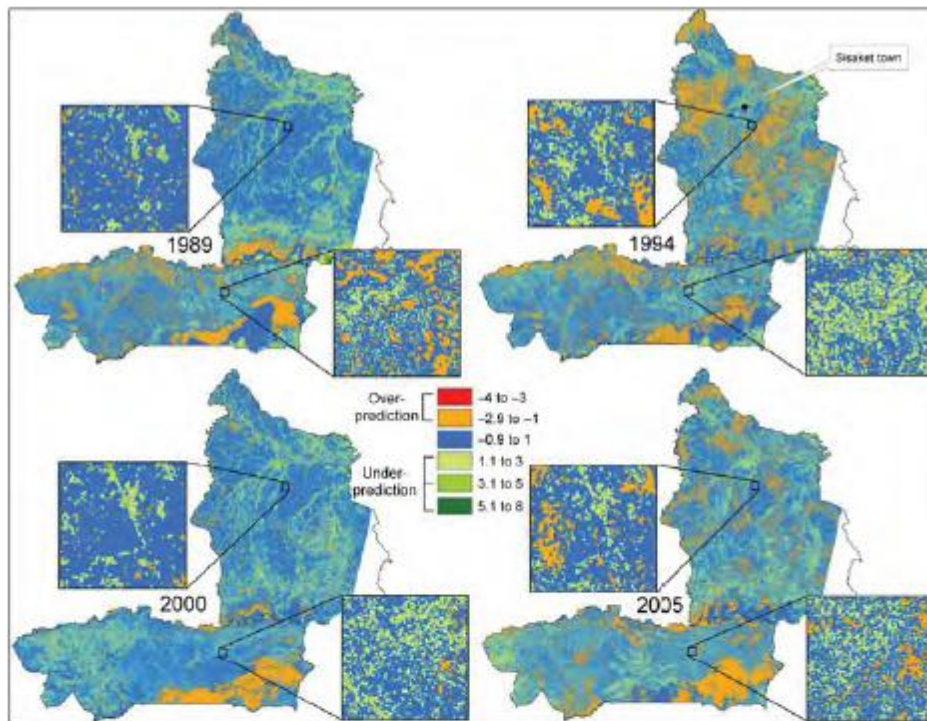 Sisaket town
1989
1994
Over-
prediction
−4 to −3
−2.9 to −1
−0.9 to 1
Under-
prediction
1.1 to 3
3.1 to 5
5.1 to 8
2000
2005